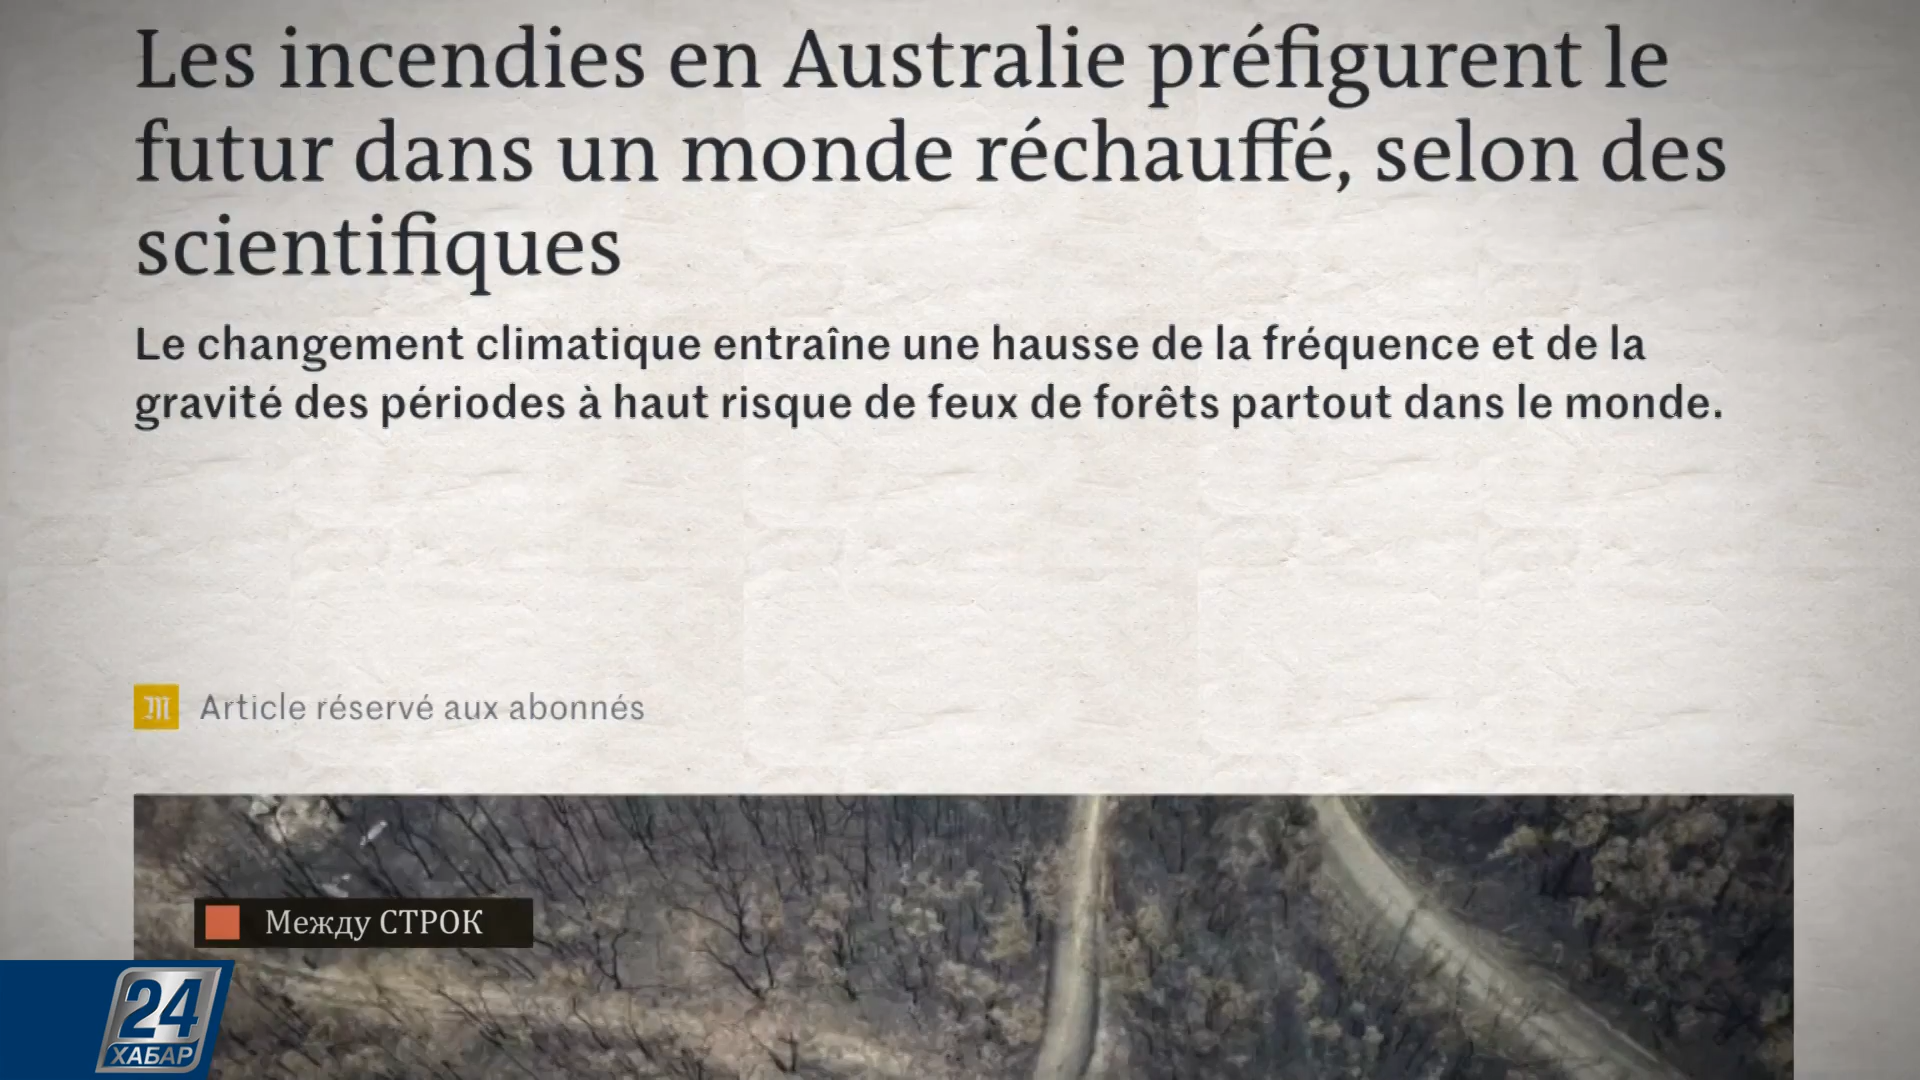 Les incendies en Australie préfigurent le
futur dans un monde réchauffé, selon des
scientifiques
Le changement climatique entraîne une hausse de la fréquence et de la
gravité des périodes à haut risque de feux de forêts partout dans le monde.
M Article réservé aux abonnés
Между СТРОК
24
ХАБАР